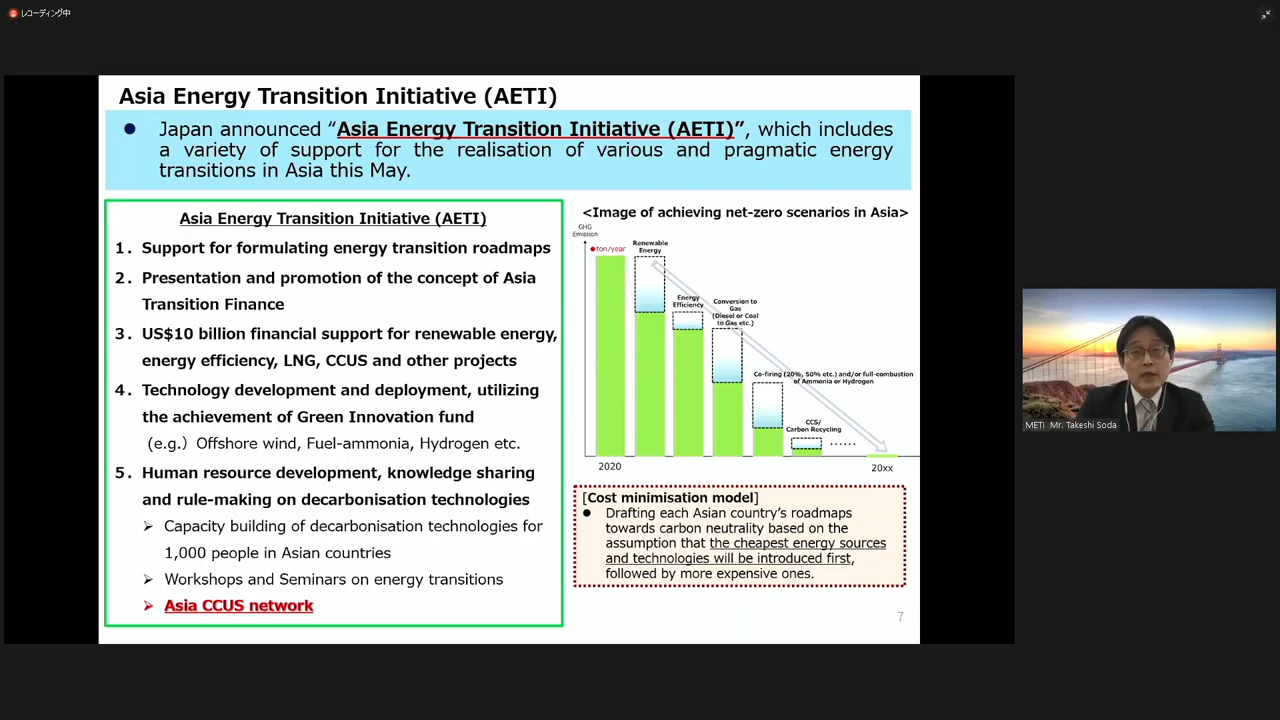 レコーディング中
Asia Energy Transition Initiative (AETI)
● Japan announced “Asia Energy Transition Initiative (AETI)”, which includes
a variety of support for the realisation of various and pragmatic energy
transitions in Asia this May.
Asia Energy Transition Initiative (AETI)
1. Support for formulating energy transition roadmaps
2. Presentation and promotion of the concept of Asia
Transition Finance
3. US$10 billion financial support for renewable energy,
energy efficiency, LNG, CCUS and other projects
4. Technology development and deployment, utilizing
the achievement of Green Innovation fund
(e.g.) Offshore wind, Fuel-ammonia, Hydrogen etc.
5. Human resource development, knowledge sharing
and rule-making on decarbonisation technologies
➢ Capacity building of decarbonisation technologies for
1,000 people in Asian countries
➢ Workshops and Seminars on energy transitions
➢ Asia CCUS network
<Image of achieving net-zero scenarios in Asia>
GHG
Emission
●ton/year
Renewable
Energy
Energy
Efficiency
Conversion to
Gas
(Diesel or Coal
to Gas etc.)
Co-firing (20%, 50% etc.) and/or full-combustion
of Ammonia or Hydrogen
CCS/
Carbon Recycling
......
2020
20xx
[Cost minimisation model]
● Drafting each Asian country’s roadmaps
towards carbon neutrality based on the
assumption that the cheapest energy sources
and technologies will be introduced first,
followed by more expensive ones.
7
METI Mr. Takeshi Soda